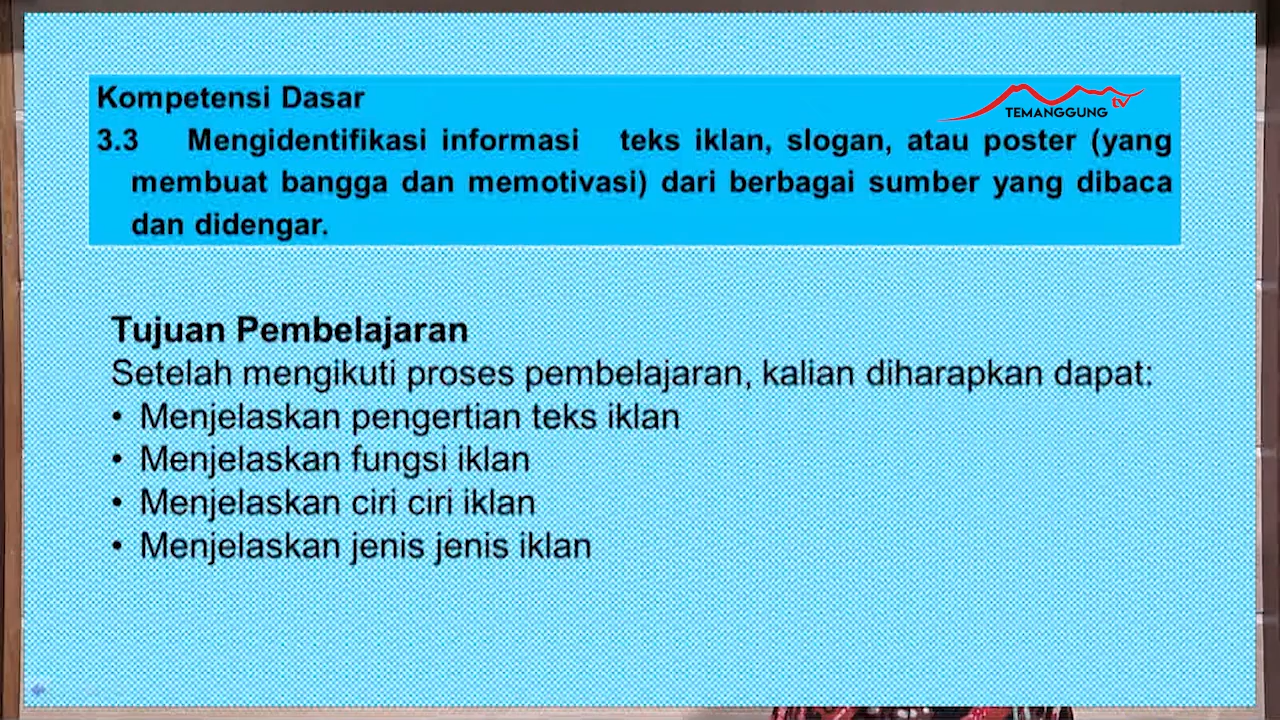 Kompetensi Dasar
TEMANGGUNG TV
3.3 Mengidentifikasi informasi teks iklan, slogan, atau poster (yang
membuat bangga dan memotivasi) dari berbagai sumber yang dibaca
dan didengar.
Tujuan Pembelajaran
Setelah mengikuti proses pembelajaran, kalian diharapkan dapat:
• Menjelaskan pengertian teks iklan
• Menjelaskan fungsi iklan
• Menjelaskan ciri ciri iklan
• Menjelaskan jenis jenis iklan